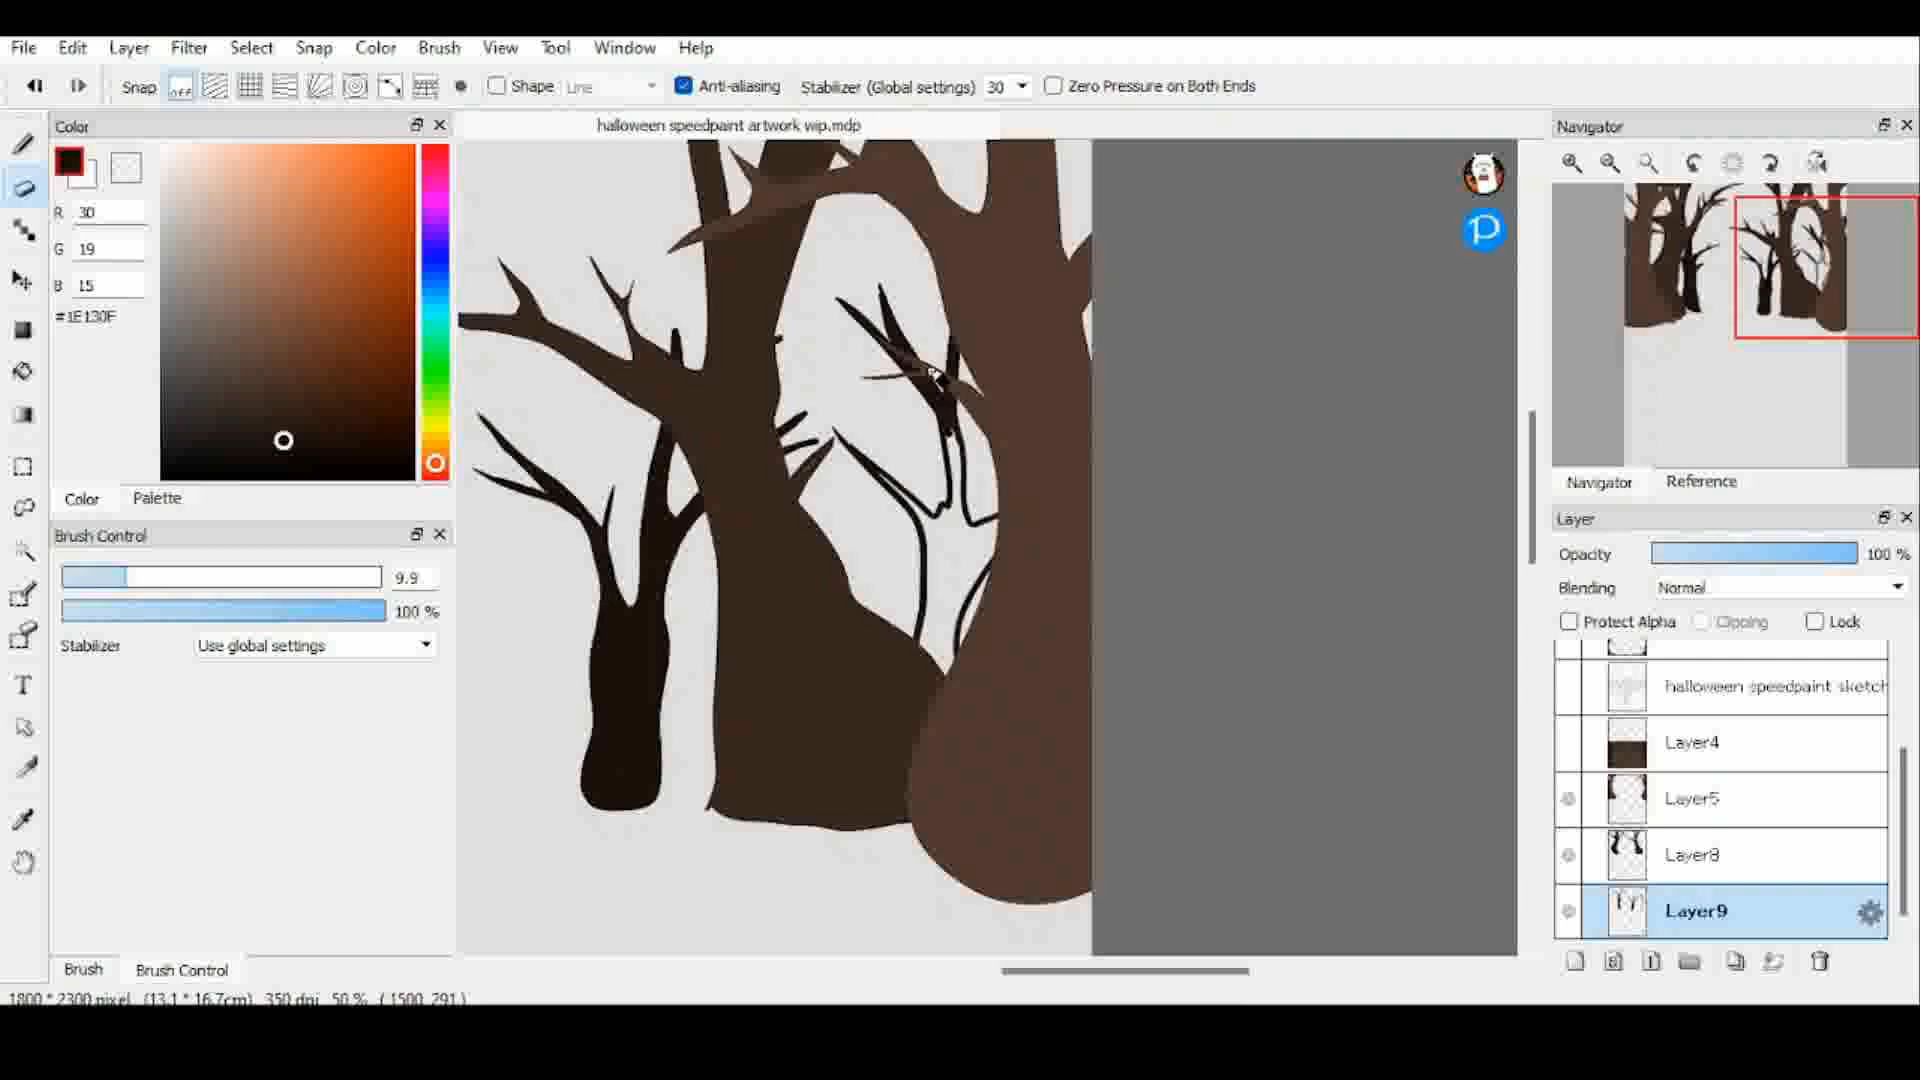 File Edit Layer Filter Select Snap Color Brush View Tool Window Help
Snap OFF Shape Line Anti-aliasing Stabilizer (Global settings) 30 Zero Pressure on Both Ends
Color
halloween speedpaint artwork wip.mdp
Navigator
R 30
G 19
B 15
#1E130F
Color Palette
Navigator Reference
Brush Control
Layer
9.9
Opacity 100 %
100 %
Blending Normal
Protect Alpha Clipping Lock
Stabilizer Use global settings
halloween speedpaint sketch
Layer4
Layer5
Layer8
Layer9
Brush Brush Control
1800 * 2300 pixel (13.1 * 16.7cm) 350 dpi 50 % ( 1500, 291 )